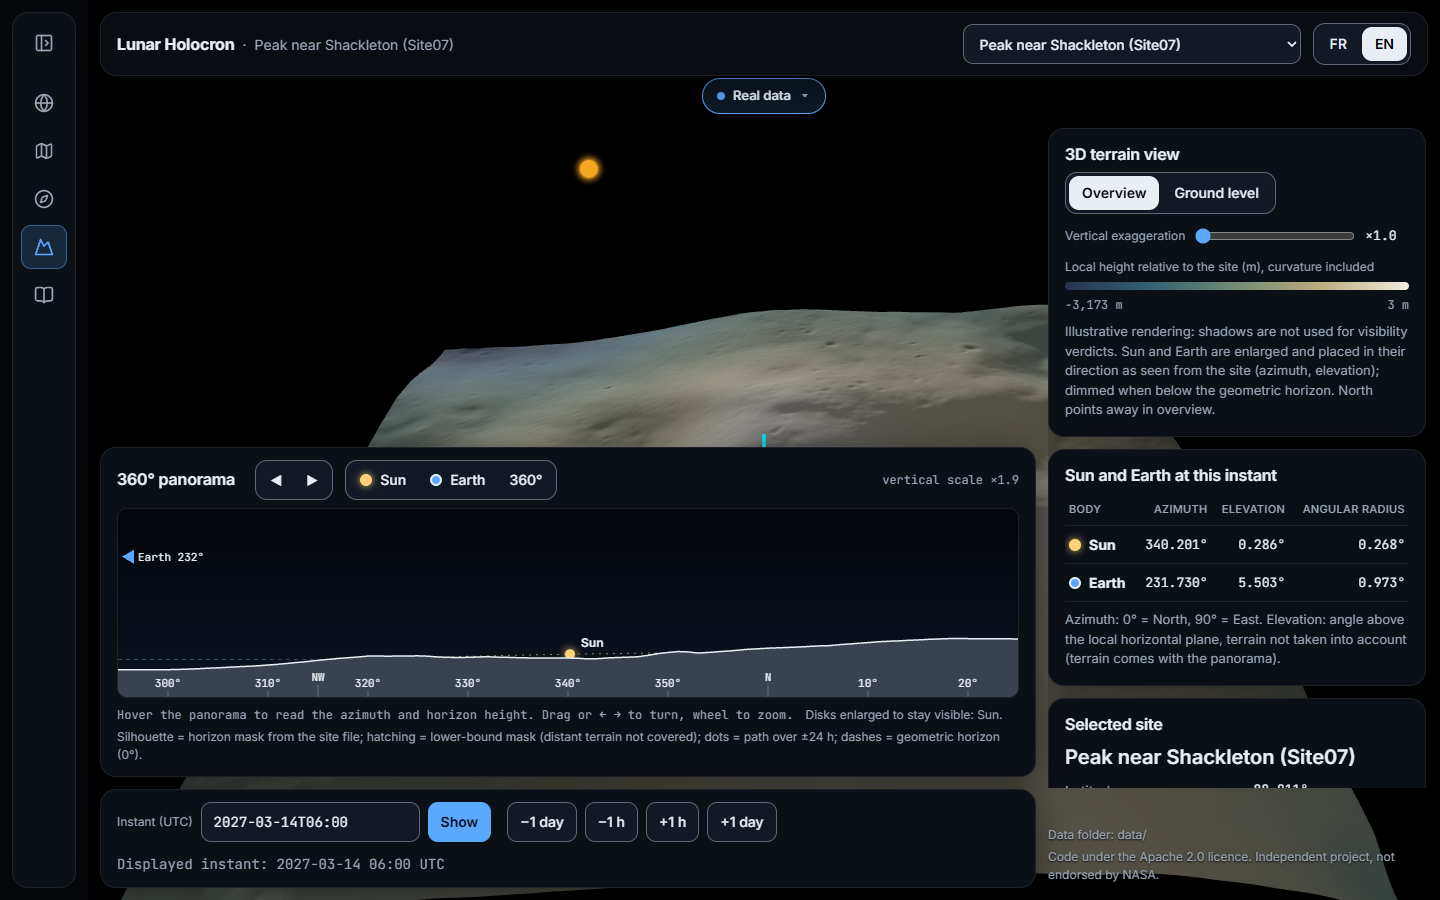 Lunar Holocron · Peak near Shackleton (Site07)
Peak near Shackleton (Site07)
FR EN
Real data
3D terrain view
Overview Ground level
Vertical exaggeration ×1.0
Local height relative to the site (m), curvature included
-3,173 m 3 m
Illustrative rendering: shadows are not used for visibility
verdicts. Sun and Earth are enlarged and placed in their
direction as seen from the site (azimuth, elevation);
dimmed when below the geometric horizon. North
points away in overview.
360° panorama ◀ ▶ Sun Earth 360° vertical scale ×1.9
Earth 232°
Sun
300° 310° NW 320° 330° 340° 350° N 10° 20°
Hover the panorama to read the azimuth and horizon height. Drag or ← → to turn, wheel to zoom. Disks enlarged to stay visible: Sun.
Silhouette = horizon mask from the site file; hatching = lower-bound mask (distant terrain not covered); dots = path over ±24 h; dashes = geometric horizon
(0°).
Sun and Earth at this instant
BODY AZIMUTH ELEVATION ANGULAR RADIUS
Sun 340.201° 0.286° 0.268°
Earth 231.730° 5.503° 0.973°
Azimuth: 0° = North, 90° = East. Elevation: angle above
the local horizontal plane, terrain not taken into account
(terrain comes with the panorama).
Selected site
Peak near Shackleton (Site07)
Instant (UTC) 2027-03-14T06:00 Show −1 day −1 h +1 h +1 day
Displayed instant: 2027-03-14 06:00 UTC
Data folder: data/
Code under the Apache 2.0 licence. Independent project, not
endorsed by NASA.